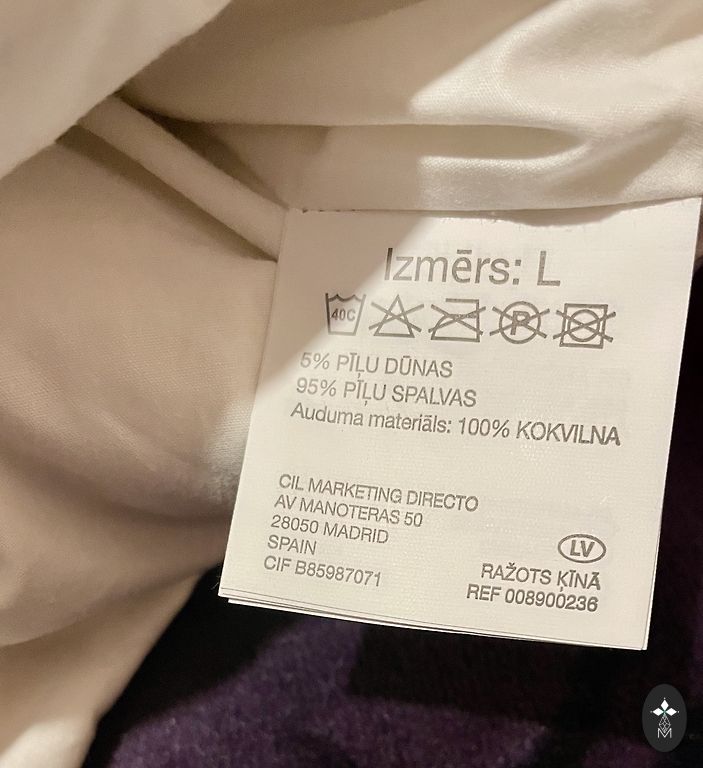 Izmērs: L
40C
P
5% PĪĻU DŪNAS
95% PĪĻU SPALVAS
Auduma materiāls: 100% KOKVILNA
CIL MARKETING DIRECTO
AV MANOTERAS 50
28050 MADRID
SPAIN
CIF B85987071
LV
RAŽOTS ĶĪNĀ
REF 008900236
M